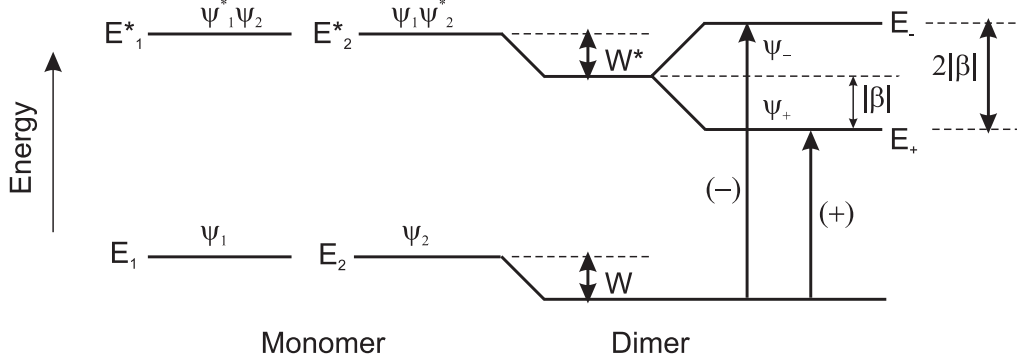 ψ*₁ψ₂ ψ₁ψ*₂
E*₁ E*₂ E₋
W* ψ₋ 2|β|
|β|
ψ₊ E₊
Energy
(−) (+)
ψ₁ ψ₂
E₁ E₂ W
Monomer Dimer